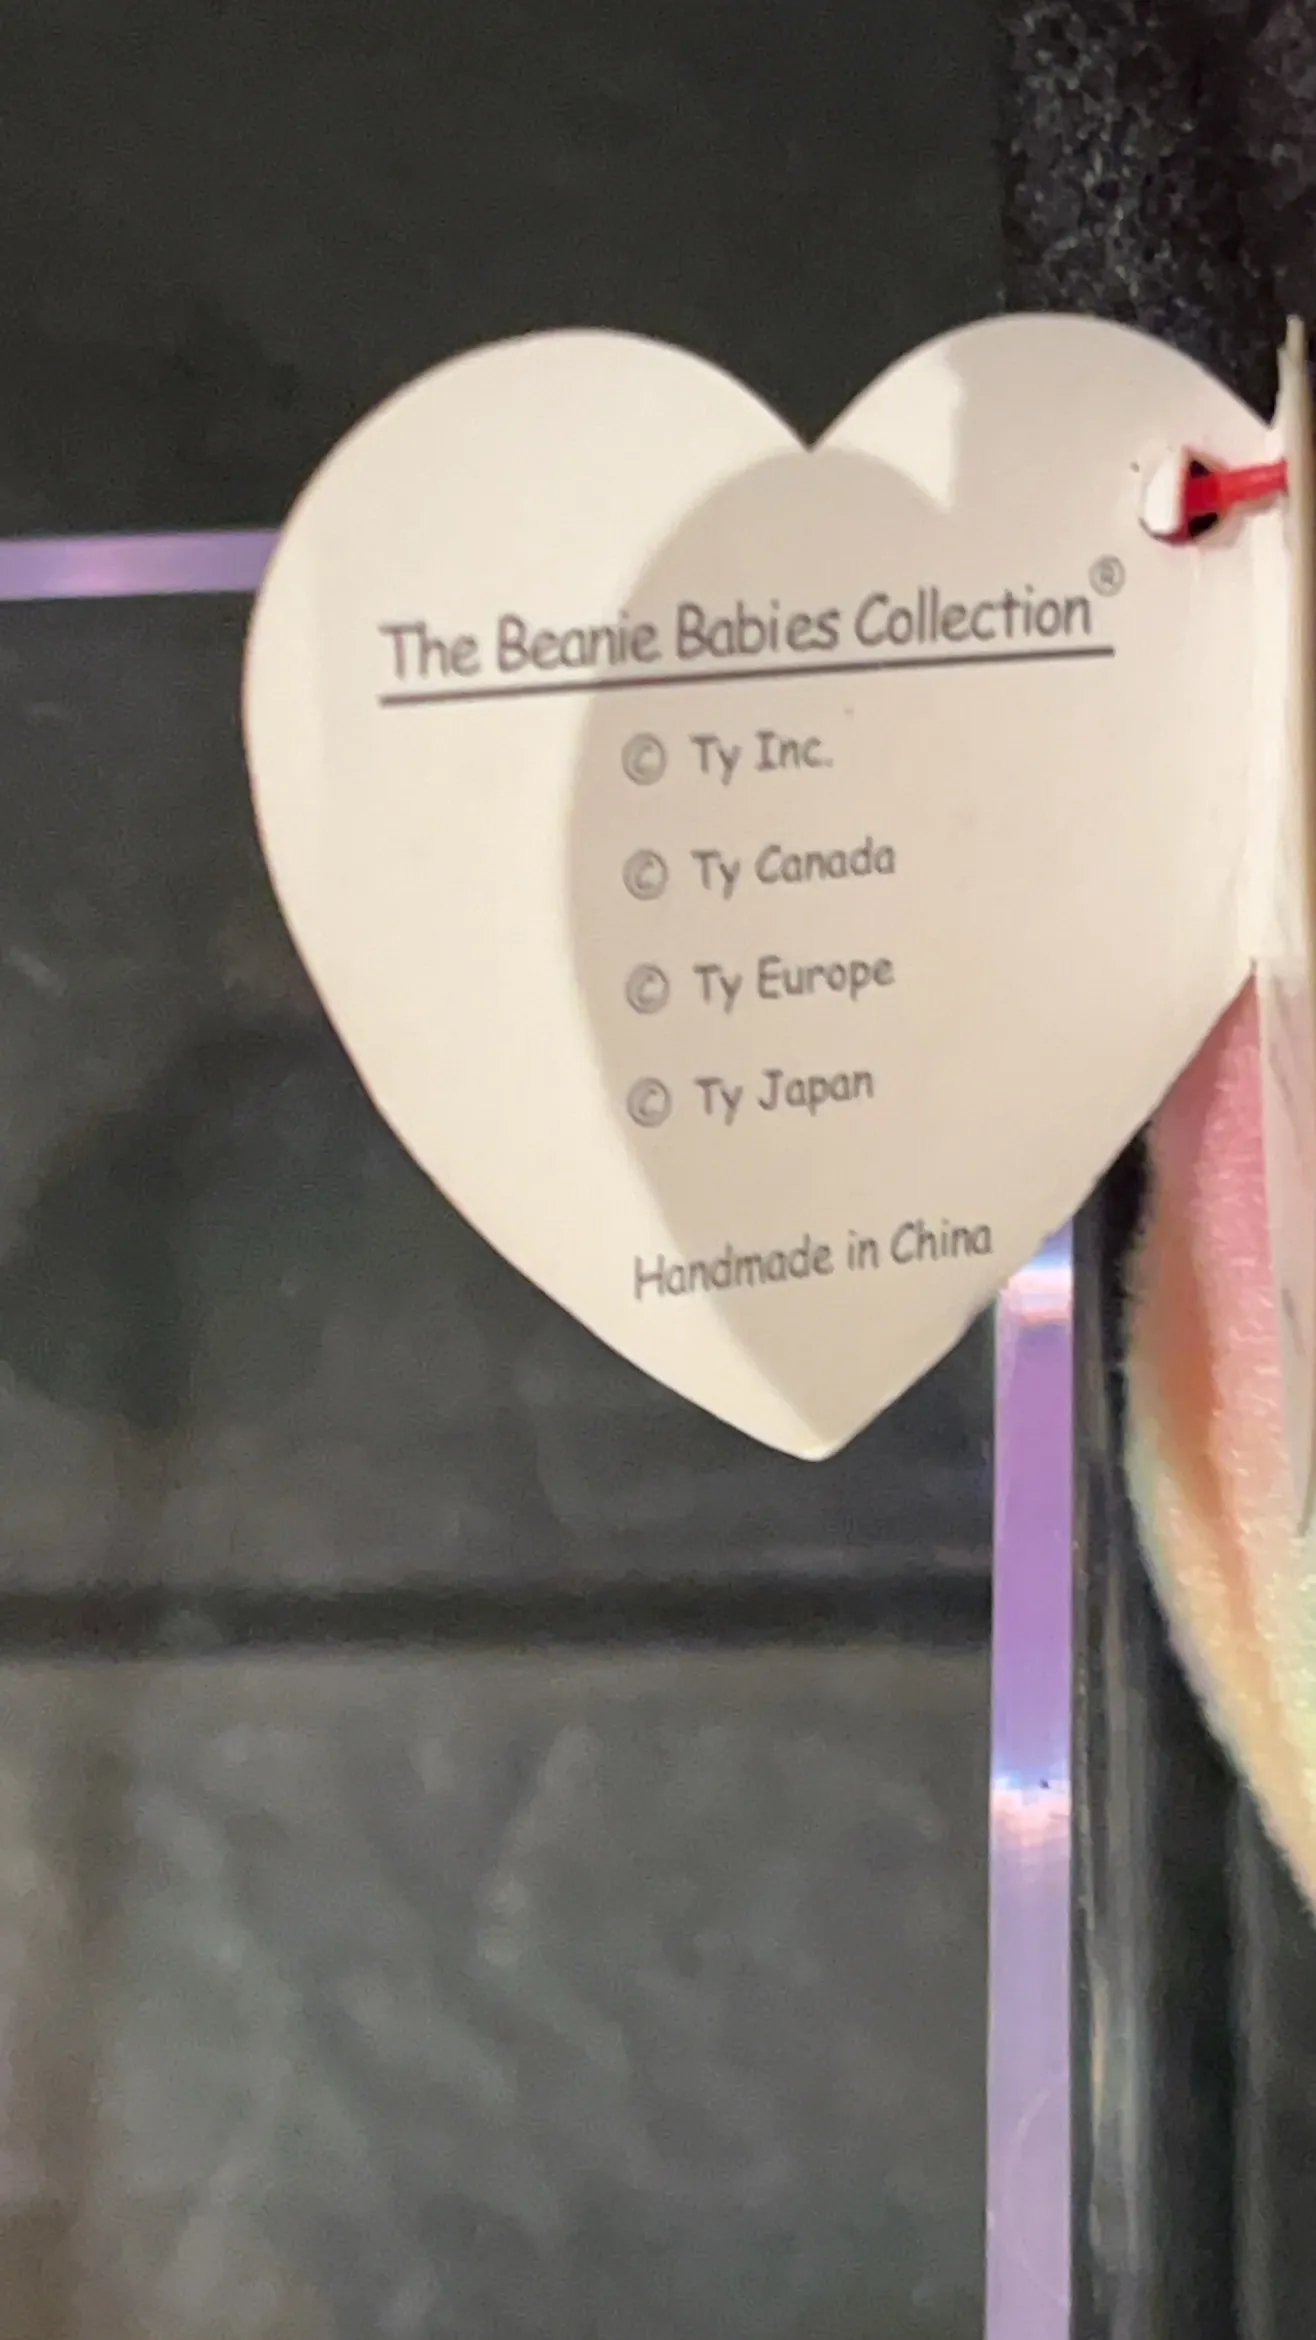 The Beanie Babies Collection®
© Ty Inc.
© Ty Canada
© Ty Europe
© Ty Japan
Handmade in China